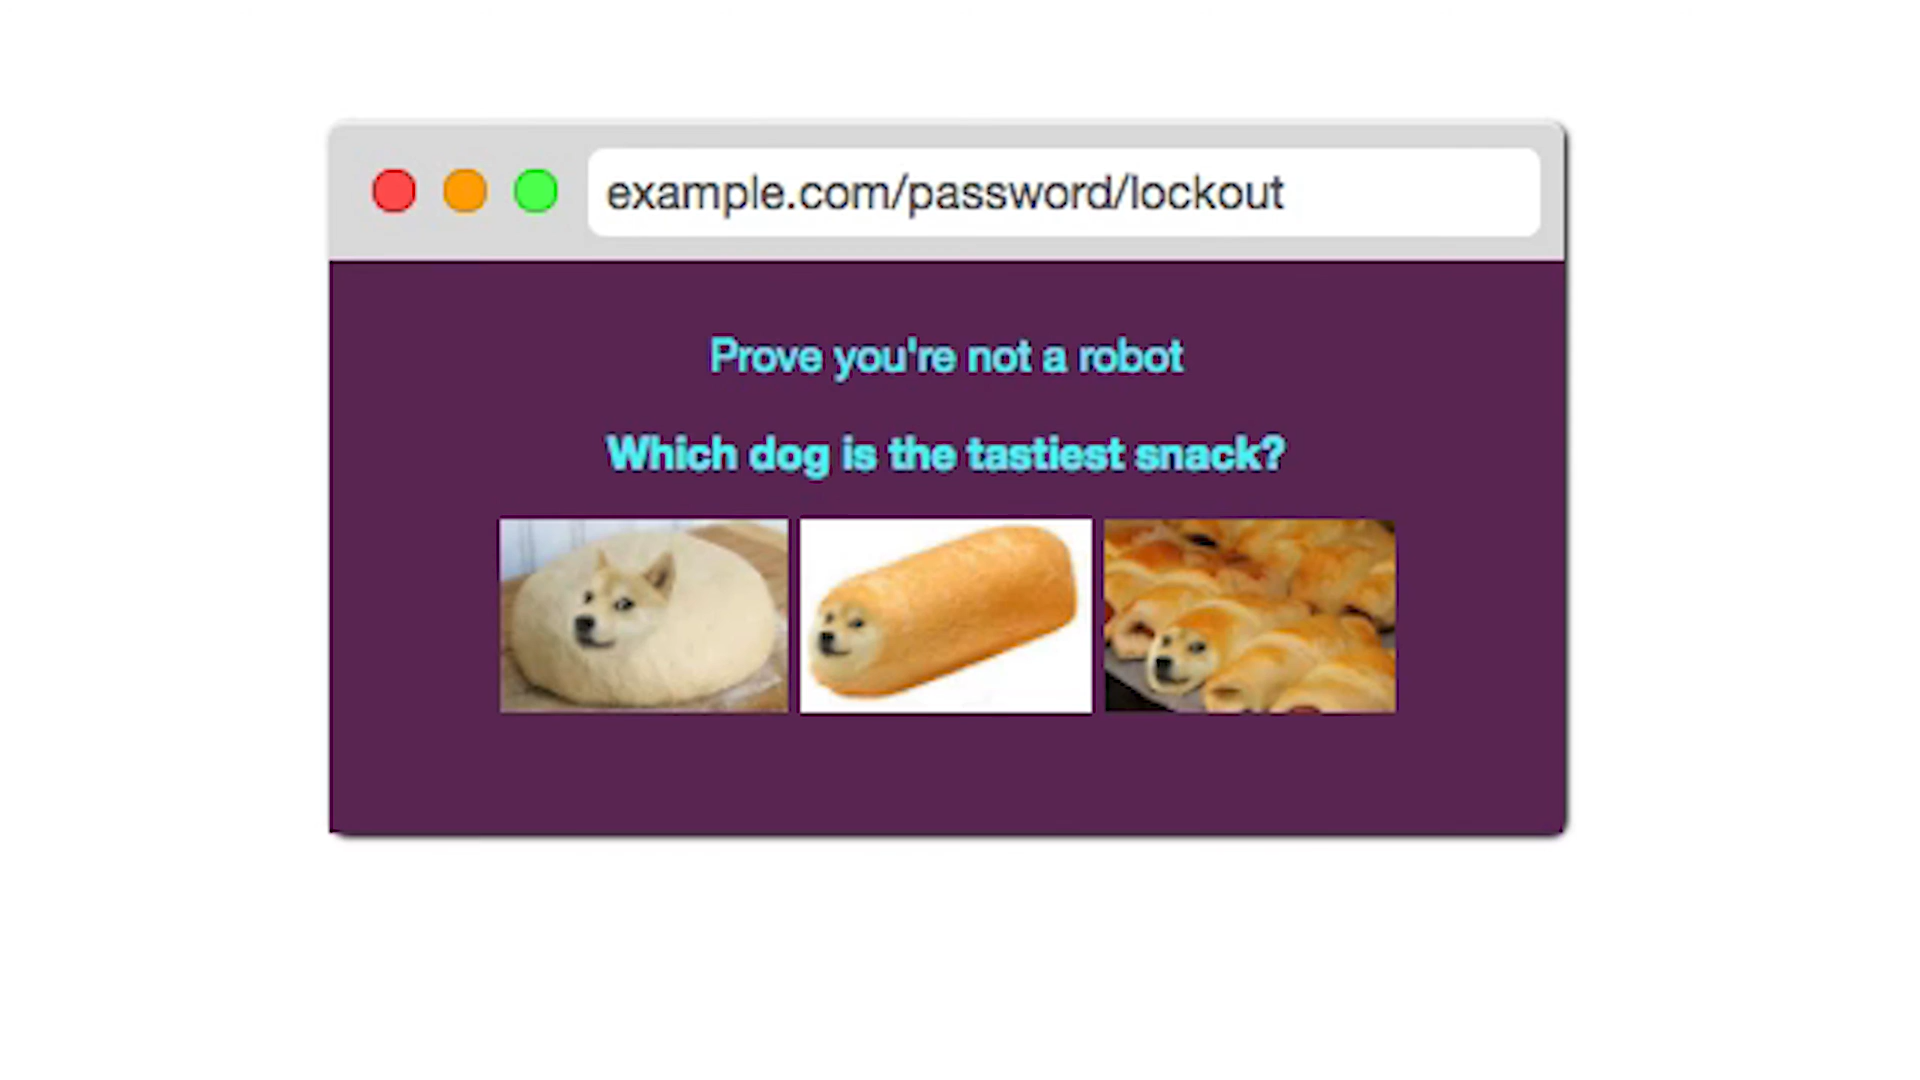 example.com/password/lockout
Prove you're not a robot
Which dog is the tastiest snack?